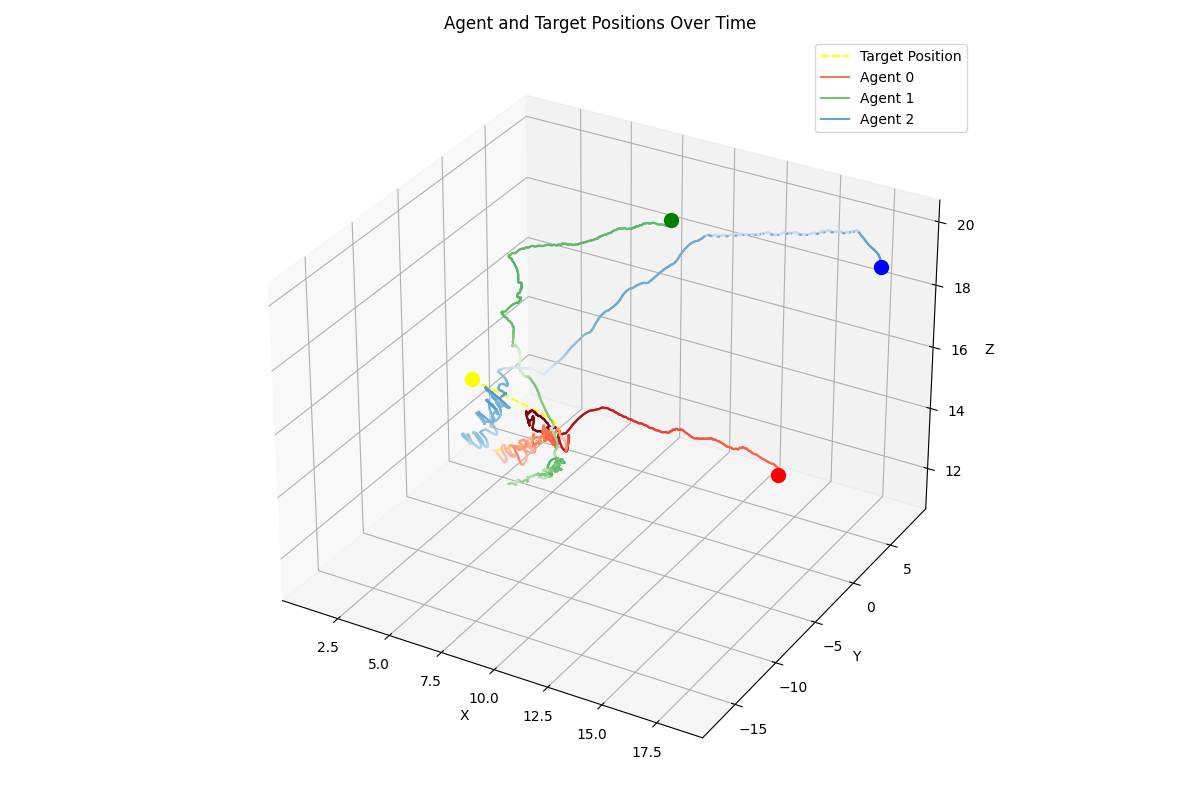 Agent and Target Positions Over Time
Target Position
Agent 0
Agent 1
Agent 2
20
18
16
14
12
Z
5
0
−5
−10
−15
Y
2.5
5.0
7.5
10.0
12.5
15.0
17.5
X